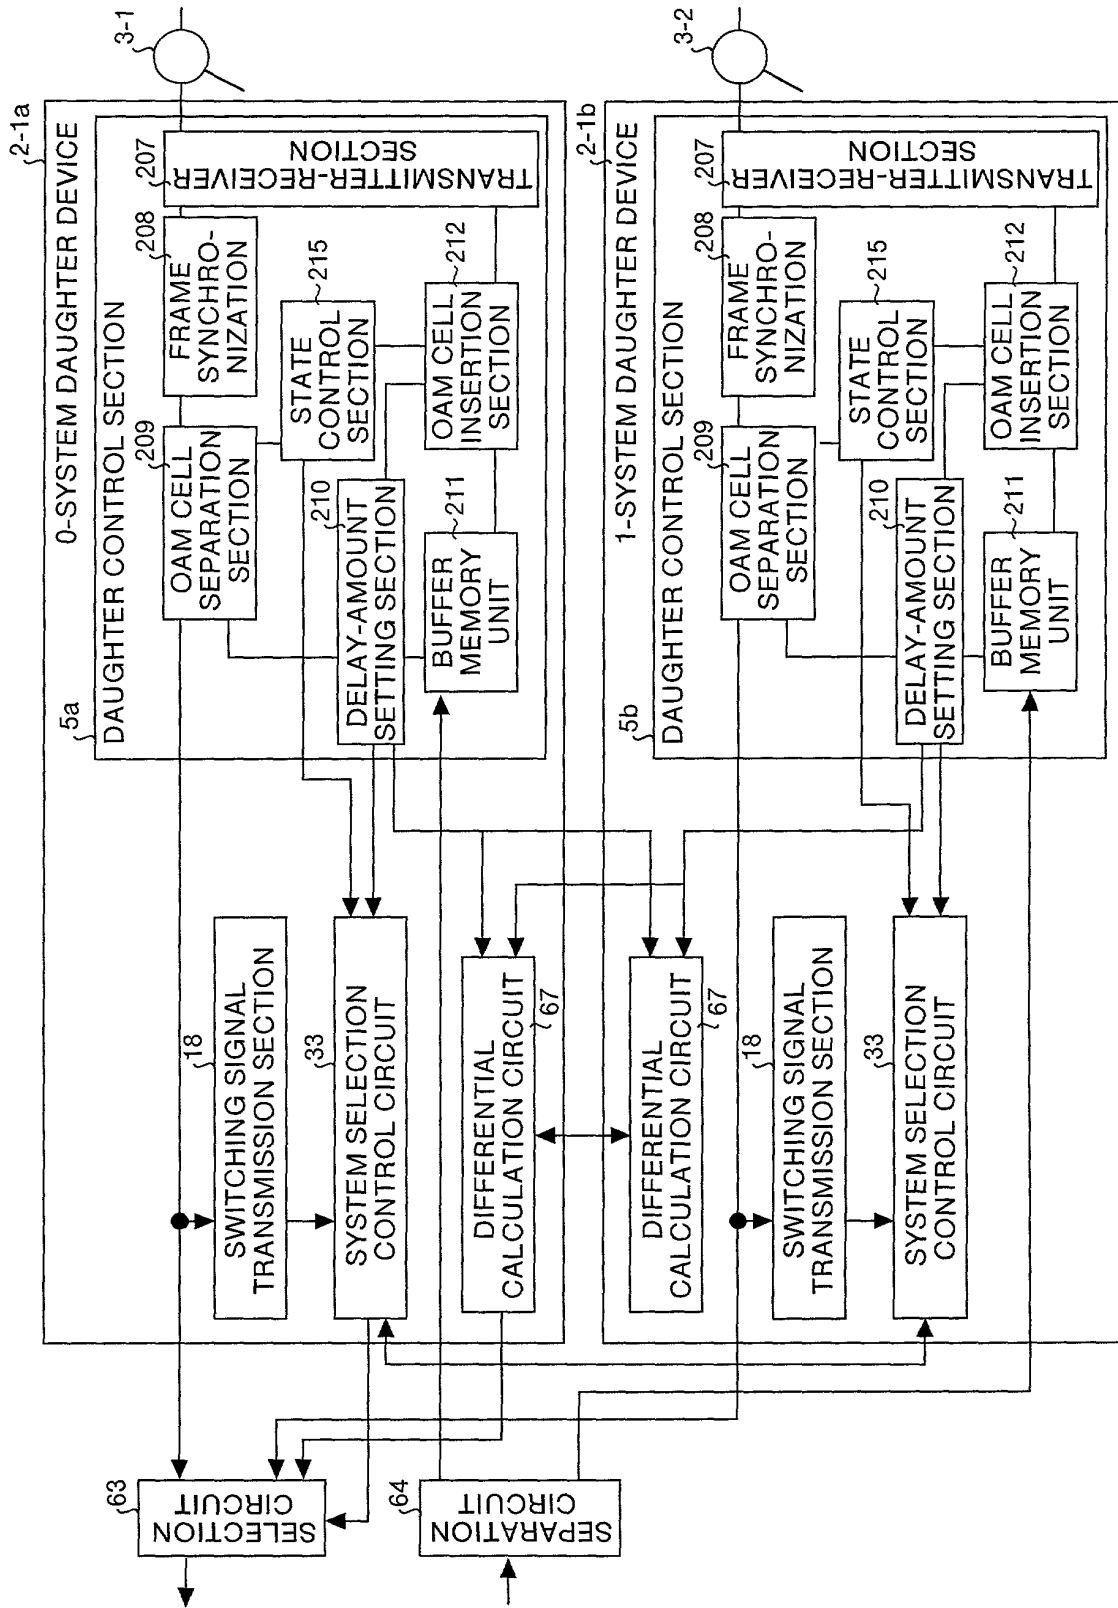 3-1
2-1a
0-SYSTEM DAUGHTER DEVICE
5a
DAUGHTER CONTROL SECTION
207
TRANSMITTER-RECEIVER
SECTION
208
FRAME
SYNCHRO-
NIZATION
209
OAM CELL
SEPARATION
SECTION
215
STATE
CONTROL
SECTION
210
DELAY-AMOUNT
SETTING SECTION
212
OAM CELL
INSERTION
SECTION
211
BUFFER
MEMORY
UNIT
18
SWITCHING SIGNAL
TRANSMISSION SECTION
33
SYSTEM SELECTION
CONTROL CIRCUIT
DIFFERENTIAL
CALCULATION CIRCUIT
67
63
SELECTION
CIRCUIT
64
SEPARATION
CIRCUIT
3-2
2-1b
1-SYSTEM DAUGHTER DEVICE
5b
DAUGHTER CONTROL SECTION
207
TRANSMITTER-RECEIVER
SECTION
208
FRAME
SYNCHRO-
NIZATION
209
OAM CELL
SEPARATION
SECTION
215
STATE
CONTROL
SECTION
210
DELAY-AMOUNT
SETTING SECTION
212
OAM CELL
INSERTION
SECTION
211
BUFFER
MEMORY
UNIT
DIFFERENTIAL
CALCULATION CIRCUIT
67
18
SWITCHING SIGNAL
TRANSMISSION SECTION
33
SYSTEM SELECTION
CONTROL CIRCUIT